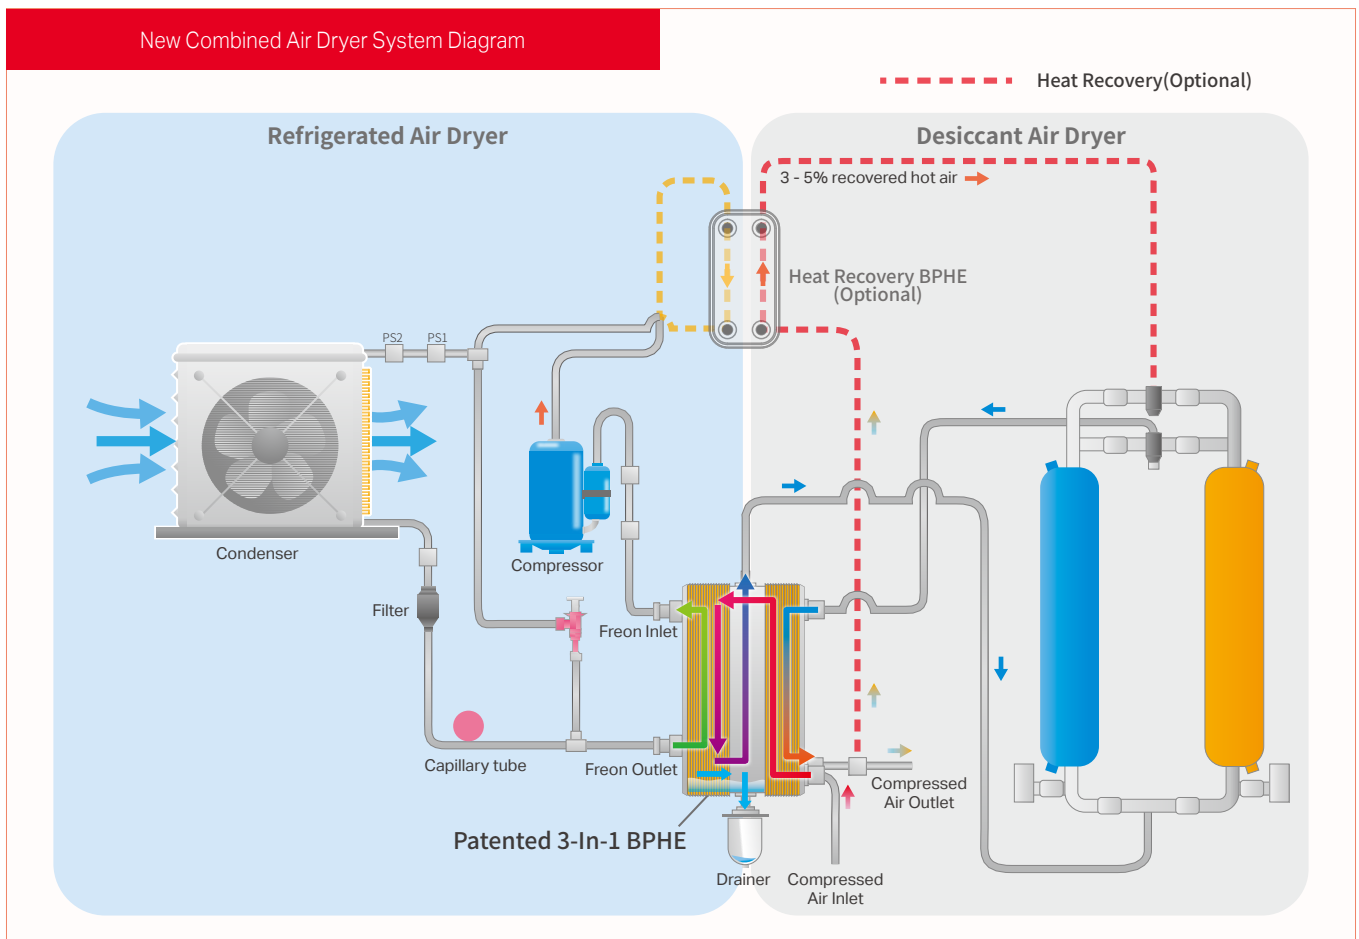 New Combined Air Dryer System Diagram
Heat Recovery(Optional)
Refrigerated Air Dryer
Desiccant Air Dryer
3 - 5% recovered hot air
Heat Recovery BPHE
(Optional)
PS2
PS1
Condenser
Compressor
Filter
Freon Inlet
Capillary tube
Freon Outlet
Compressed
Air Outlet
Patented 3-In-1 BPHE
Drainer
Compressed
Air Inlet